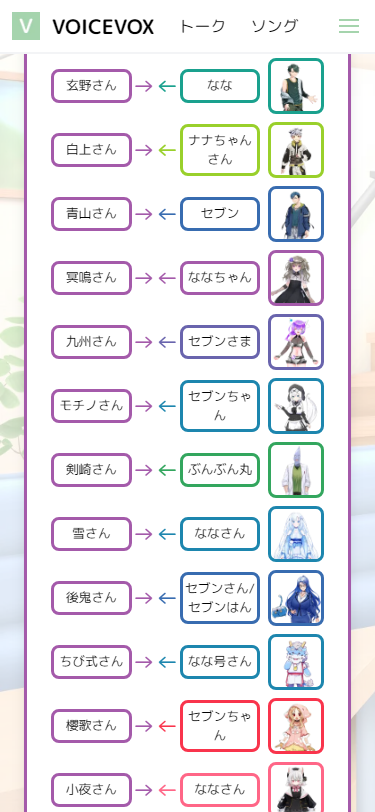 V VOICEVOX トーク ソング
玄野さん → ← なな
白上さん → ← ナナちゃん
さん
青山さん → ← セブン
冥鳴さん → ← ななちゃん
九州さん → ← セブンさま
モチノさん → ← セブンちゃ
ん
剣崎さん → ← ぶんぶん丸
雪さん → ← ななさん
後鬼さん → ← セブンさん/
セブンはん
ちび式さん → ← なな号さん
櫻歌さん → ← セブンちゃ
ん
小夜さん → ← ななさん